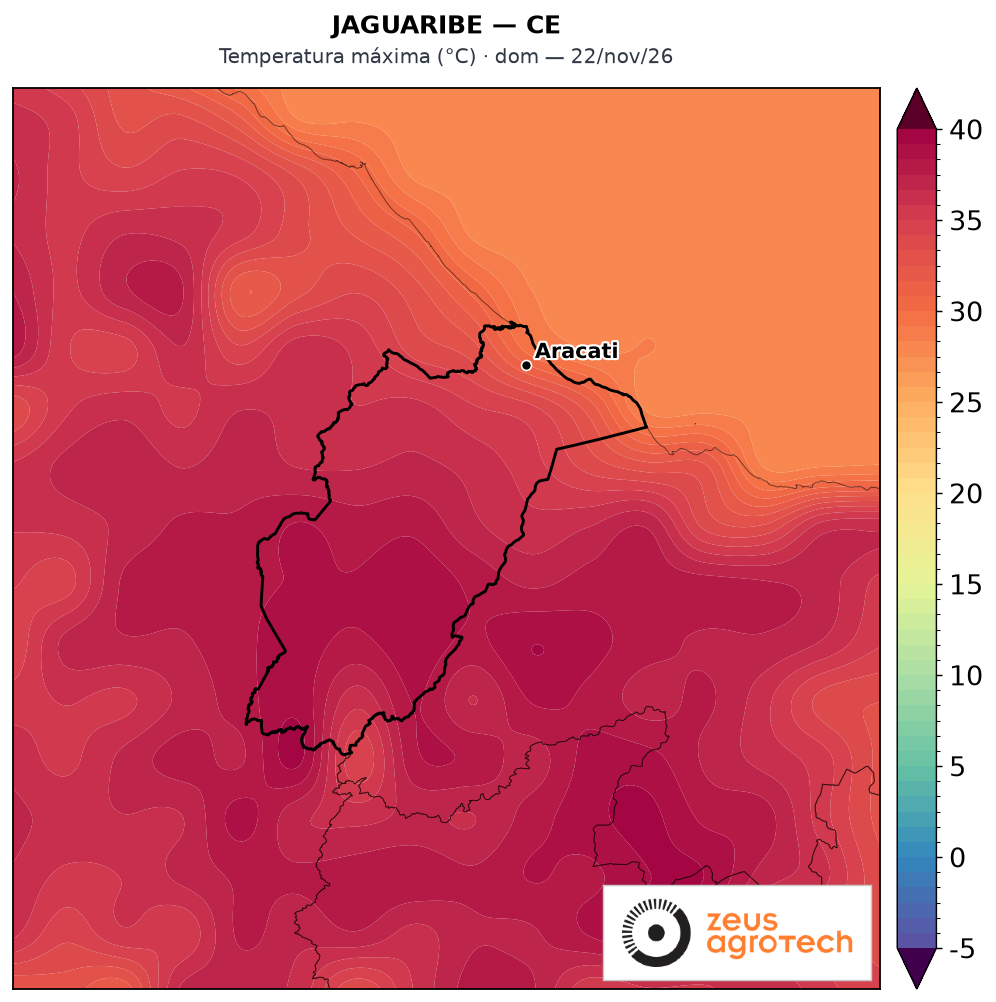 JAGUARIBE — CE
Temperatura máxima (°C) · dom — 22/nov/26
Aracati
40
35
30
25
20
15
10
5
0
-5
zeus
agrotech